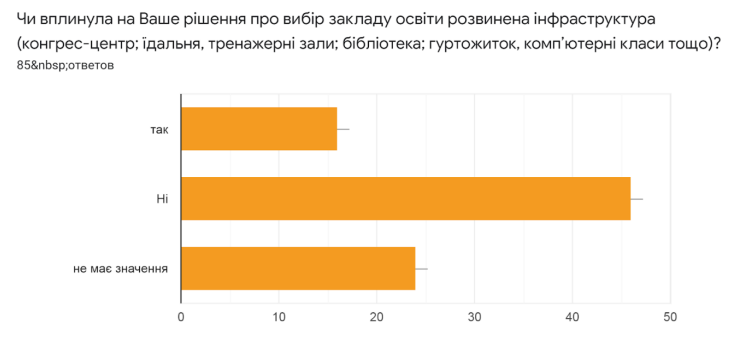 Чи вплинула на Ваше рішення про вибір закладу освіти розвинена інфраструктура
(конгрес-центр; їдальня, тренажерні зали; бібліотека; гуртожиток, комп’ютерні класи тощо)?
85&nbsp;ответов
так
Ні
не має значення
0 10 20 30 40 50